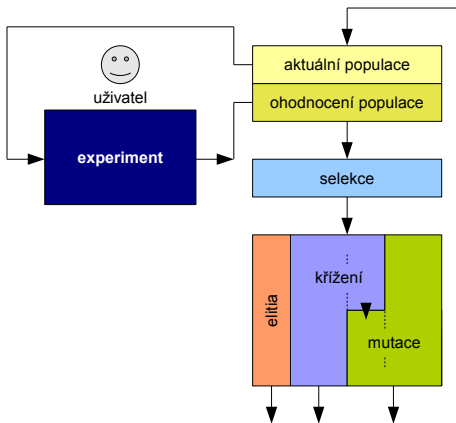 aktuální populace
uživatel
ohodnocení populace
experiment
selekce
křížení
elitia
mutace